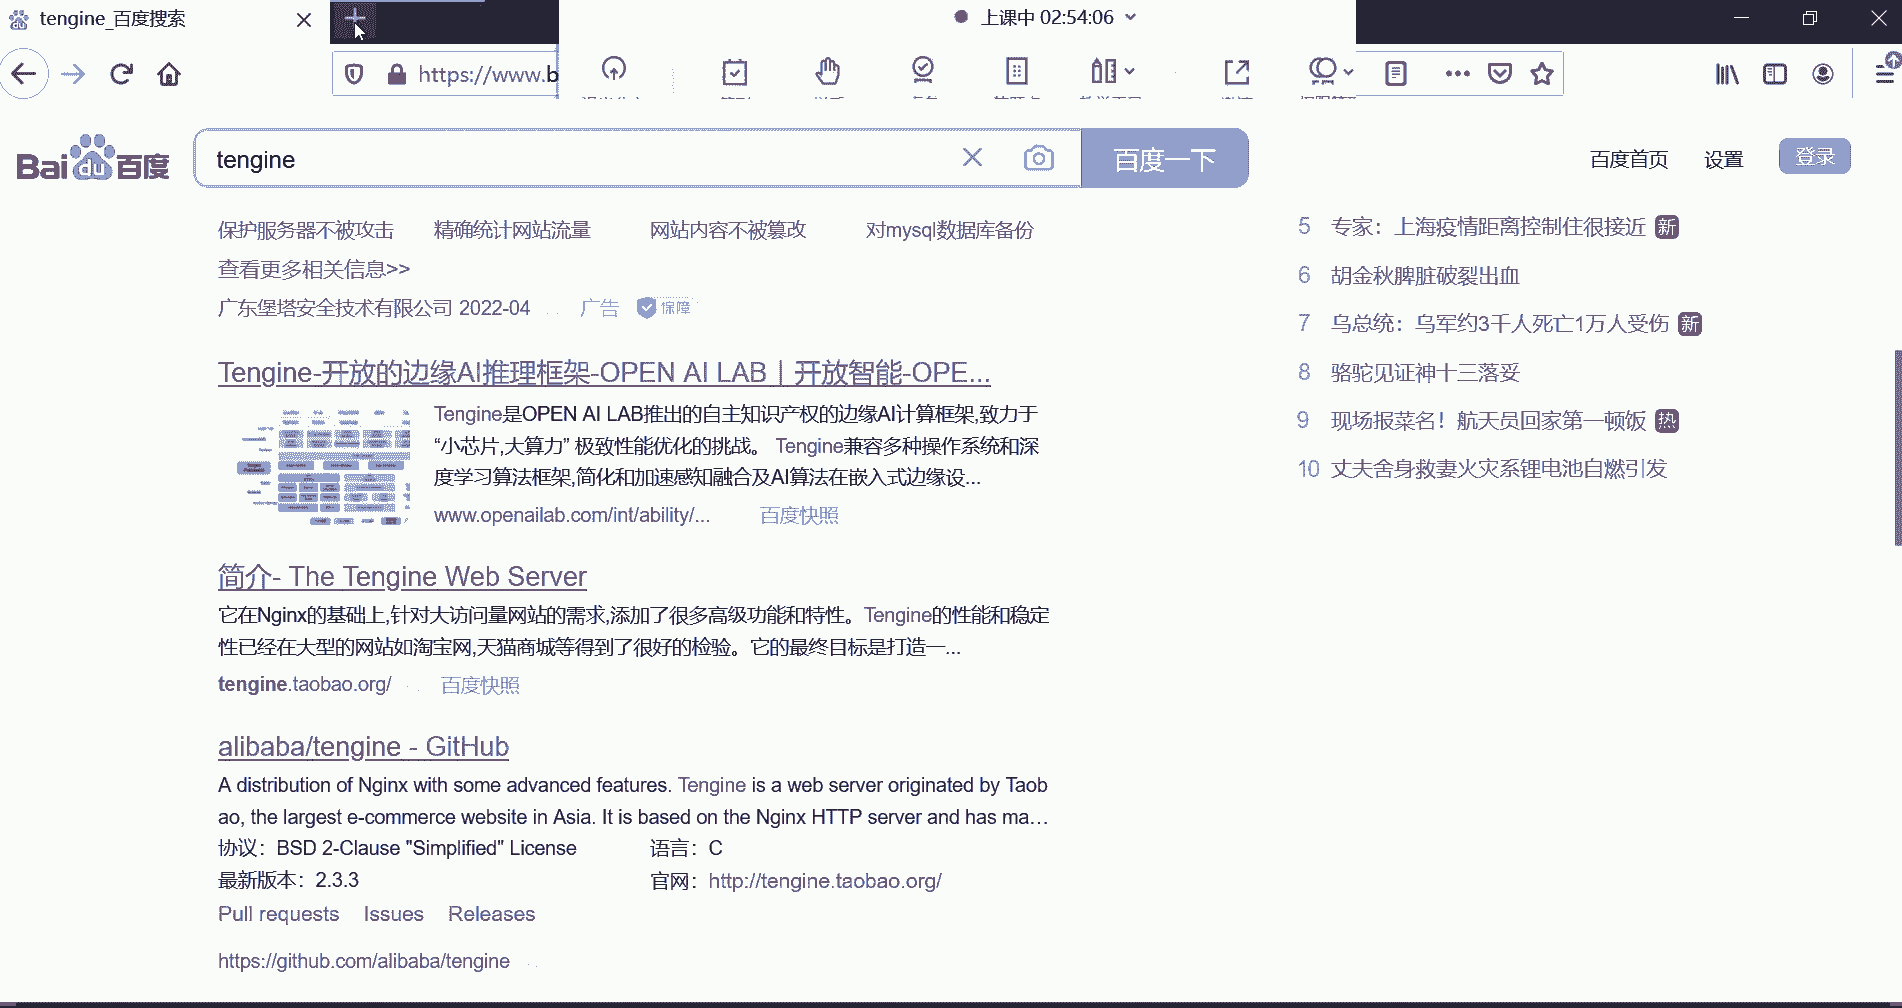 tengine_百度搜索
上课中 02:54:06
https://www.b
Bai du 百度
tengine
百度一下
百度首页
设置
登录
保护服务器不被攻击
精确统计网站流量
网站内容不被篡改
对mysql数据库备份
查看更多相关信息>>
广东堡塔安全技术有限公司 2022-04
广告
保障
Tengine-开放的边缘AI推理框架-OPEN AI LAB丨开放智能-OPE...
Tengine是OPEN AI LAB推出的自主知识产权的边缘AI计算框架,致力于
“小芯片,大算力” 极致性能优化的挑战。 Tengine兼容多种操作系统和深
度学习算法框架,简化和加速感知融合及AI算法在嵌入式边缘设...
www.openailab.com/int/ability/...
百度快照
简介- The Tengine Web Server
它在Nginx的基础上,针对大访问量网站的需求,添加了很多高级功能和特性。Tengine的性能和稳定
性已经在大型的网站如淘宝网,天猫商城等得到了很好的检验。它的最终目标是打造一...
tengine.taobao.org/
百度快照
alibaba/tengine - GitHub
A distribution of Nginx with some advanced features. Tengine is a web server originated by Taob
ao, the largest e-commerce website in Asia. It is based on the Nginx HTTP server and has ma...
协议：BSD 2-Clause "Simplified" License
语言：C
最新版本：2.3.3
官网：http://tengine.taobao.org/
Pull requests
Issues
Releases
https://github.com/alibaba/tengine
5 专家：上海疫情距离控制住很接近 新
6 胡金秋脾脏破裂出血
7 乌总统：乌军约3千人死亡1万人受伤 新
8 骆驼见证神十三落妥
9 现场报菜名！航天员回家第一顿饭 热
10 丈夫舍身救妻火灾系锂电池自燃引发